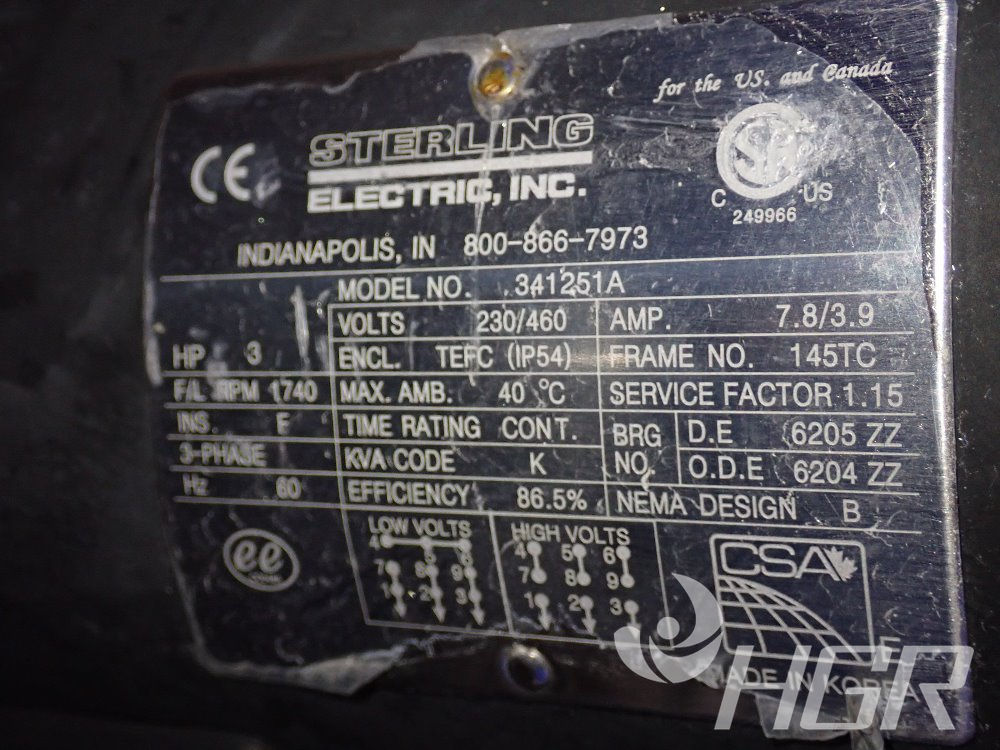 for the US. and Canada
CE
STERLING
ELECTRIC, INC.
SA
C US
249966
INDIANAPOLIS, IN 800-866-7973
MODEL NO. 341251A
VOLTS 230/460 AMP. 7.8/3.9
HP 3 ENCL. TEFC (IP54) FRAME NO. 145TC
F/L RPM 1740 MAX. AMB. 40 °C SERVICE FACTOR 1.15
INS. F TIME RATING CONT. BRG D.E 6205 ZZ
3-PHASE KVA CODE K NO. O.D.E 6204 ZZ
Hz 60 EFFICIENCY 86.5% NEMA DESIGN B
LOW VOLTS HIGH VOLTS
4 5 6 4 5 6
7 8 9 7 8 9
1 2 3 1 2 3
ee
CSA
E
MADE IN KOREA
HGR